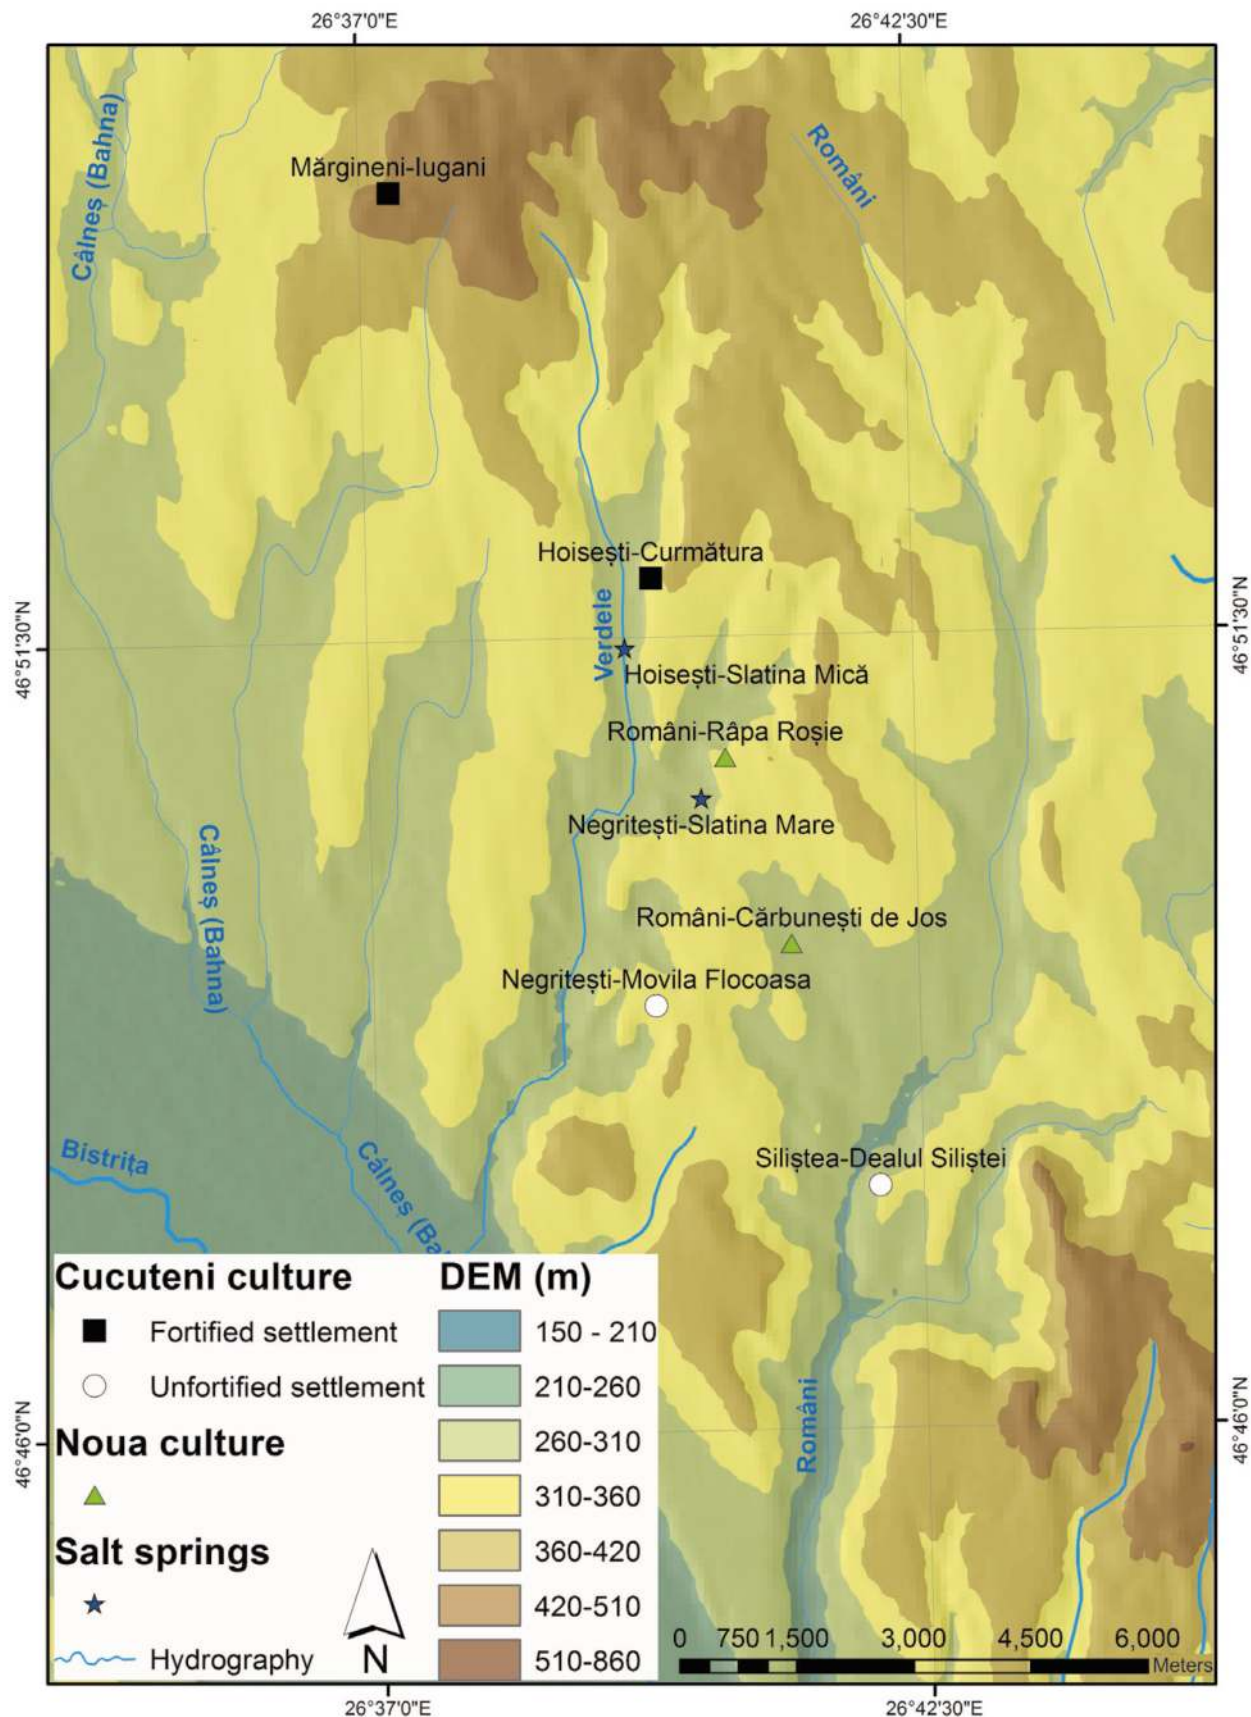 26°37'0"E
26°42'30"E
Câlneș (Bahna)
Români
Mărgineni-Iugani
Hoisești-Curmătura
Verdele
46°51'30"N
46°51'30"N
Hoisești-Slatina Mică
Români-Râpa Roșie
Negritești-Slatina Mare
Câlneș (Bahna)
Români-Cărbunești de Jos
Negritești-Movila Flocoasa
Bistrița
Câlneș (Ba
Siliștea-Dealul Siliștei
Români
46°46'0"N
46°46'0"N
Cucuteni culture
Fortified settlement
Unfortified settlement
Noua culture
Salt springs
Hydrography
N
DEM (m)
150 - 210
210-260
260-310
310-360
360-420
420-510
510-860
0 750 1,500 3,000 4,500 6,000
Meters
26°37'0"E
26°42'30"E